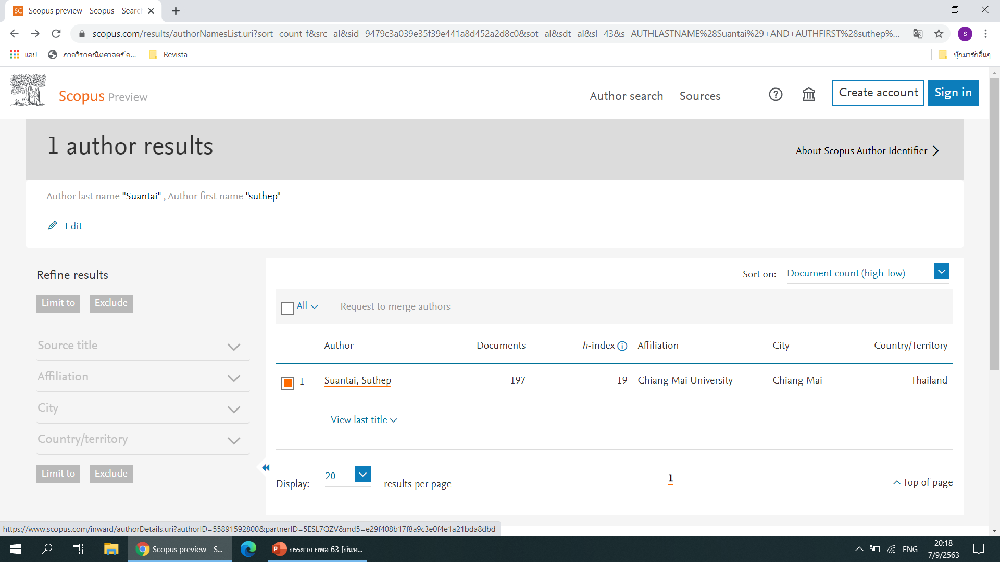 SC Scopus preview - Scopus - Searc
scopus.com/results/authorNamesList.uri?sort=count-f&src=al&sid=9479c3a039e35f39e441a8d452a2d8c0&sot=al&sdt=al&sl=43&s=AUTHLASTNAME%28Suantai%29+AND+AUTHFIRST%28suthep%...
S
แอป ภาควิชาคณิตศาสตร์ ค... Revista บุ๊กมาร์กอื่นๆ
Scopus Preview
Author search Sources Create account Sign in
1 author results
About Scopus Author Identifier
Author last name "Suantai" , Author first name "suthep"
Edit
Refine results
Limit to Exclude
Source title
Affiliation
City
Country/territory
Limit to Exclude
Sort on: Document count (high-low)
All Request to merge authors
Author Documents h-index Affiliation City Country/Territory
1 Suantai, Suthep 197 19 Chiang Mai University Chiang Mai Thailand
View last title
Display: 20 results per page 1 Top of page
https://www.scopus.com/inward/authorDetails.uri?authorID=55891592800&partnerID=5ESL7QZV&md5=e29f408b17f8a9c3e0f4e1a21bda8dbd
Scopus preview - S... บรรยาย กพอ 63 [บันท... ENG
20:18
7/9/2563